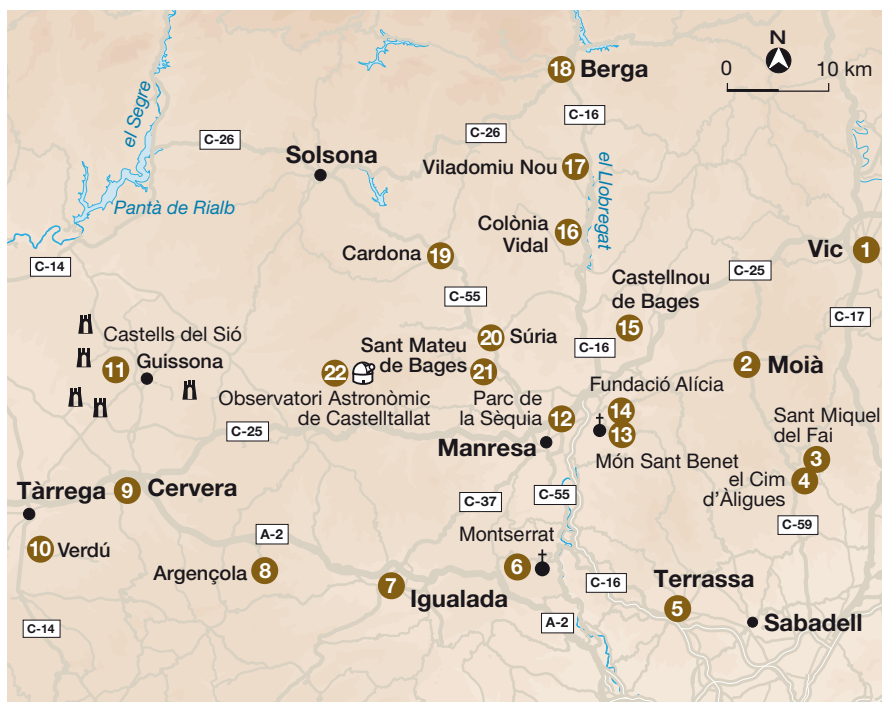 N
0 10 km
18 Berga
C-16
el Segre
C-26
C-26
Solsona
Viladomiu Nou 17
el Llobregat
Pantà de Rialb
Colònia
Vidal
16
Cardona 19
Vic 1
C-14
C-25
Castellnou
de Bages
15
C-55
C-17
Castells del Sió
11
Guissona
20 Súria
Sant Mateu
de Bages
21
C-16
2 Moià
22
Observatori Astronòmic
de Castelltallat
Fundació Alícia
14
Parc de
la Sèquia
12
13
Món Sant Benet
Sant Miquel
del Fai
3
C-25
Manresa
el Cim
d'Àligues
4
Tàrrega
9 Cervera
C-37
C-55
C-59
A-2
10 Verdú
Montserrat
6
Argençola 8
7
Igualada
C-16
Terrassa
5
Sabadell
C-14
A-2